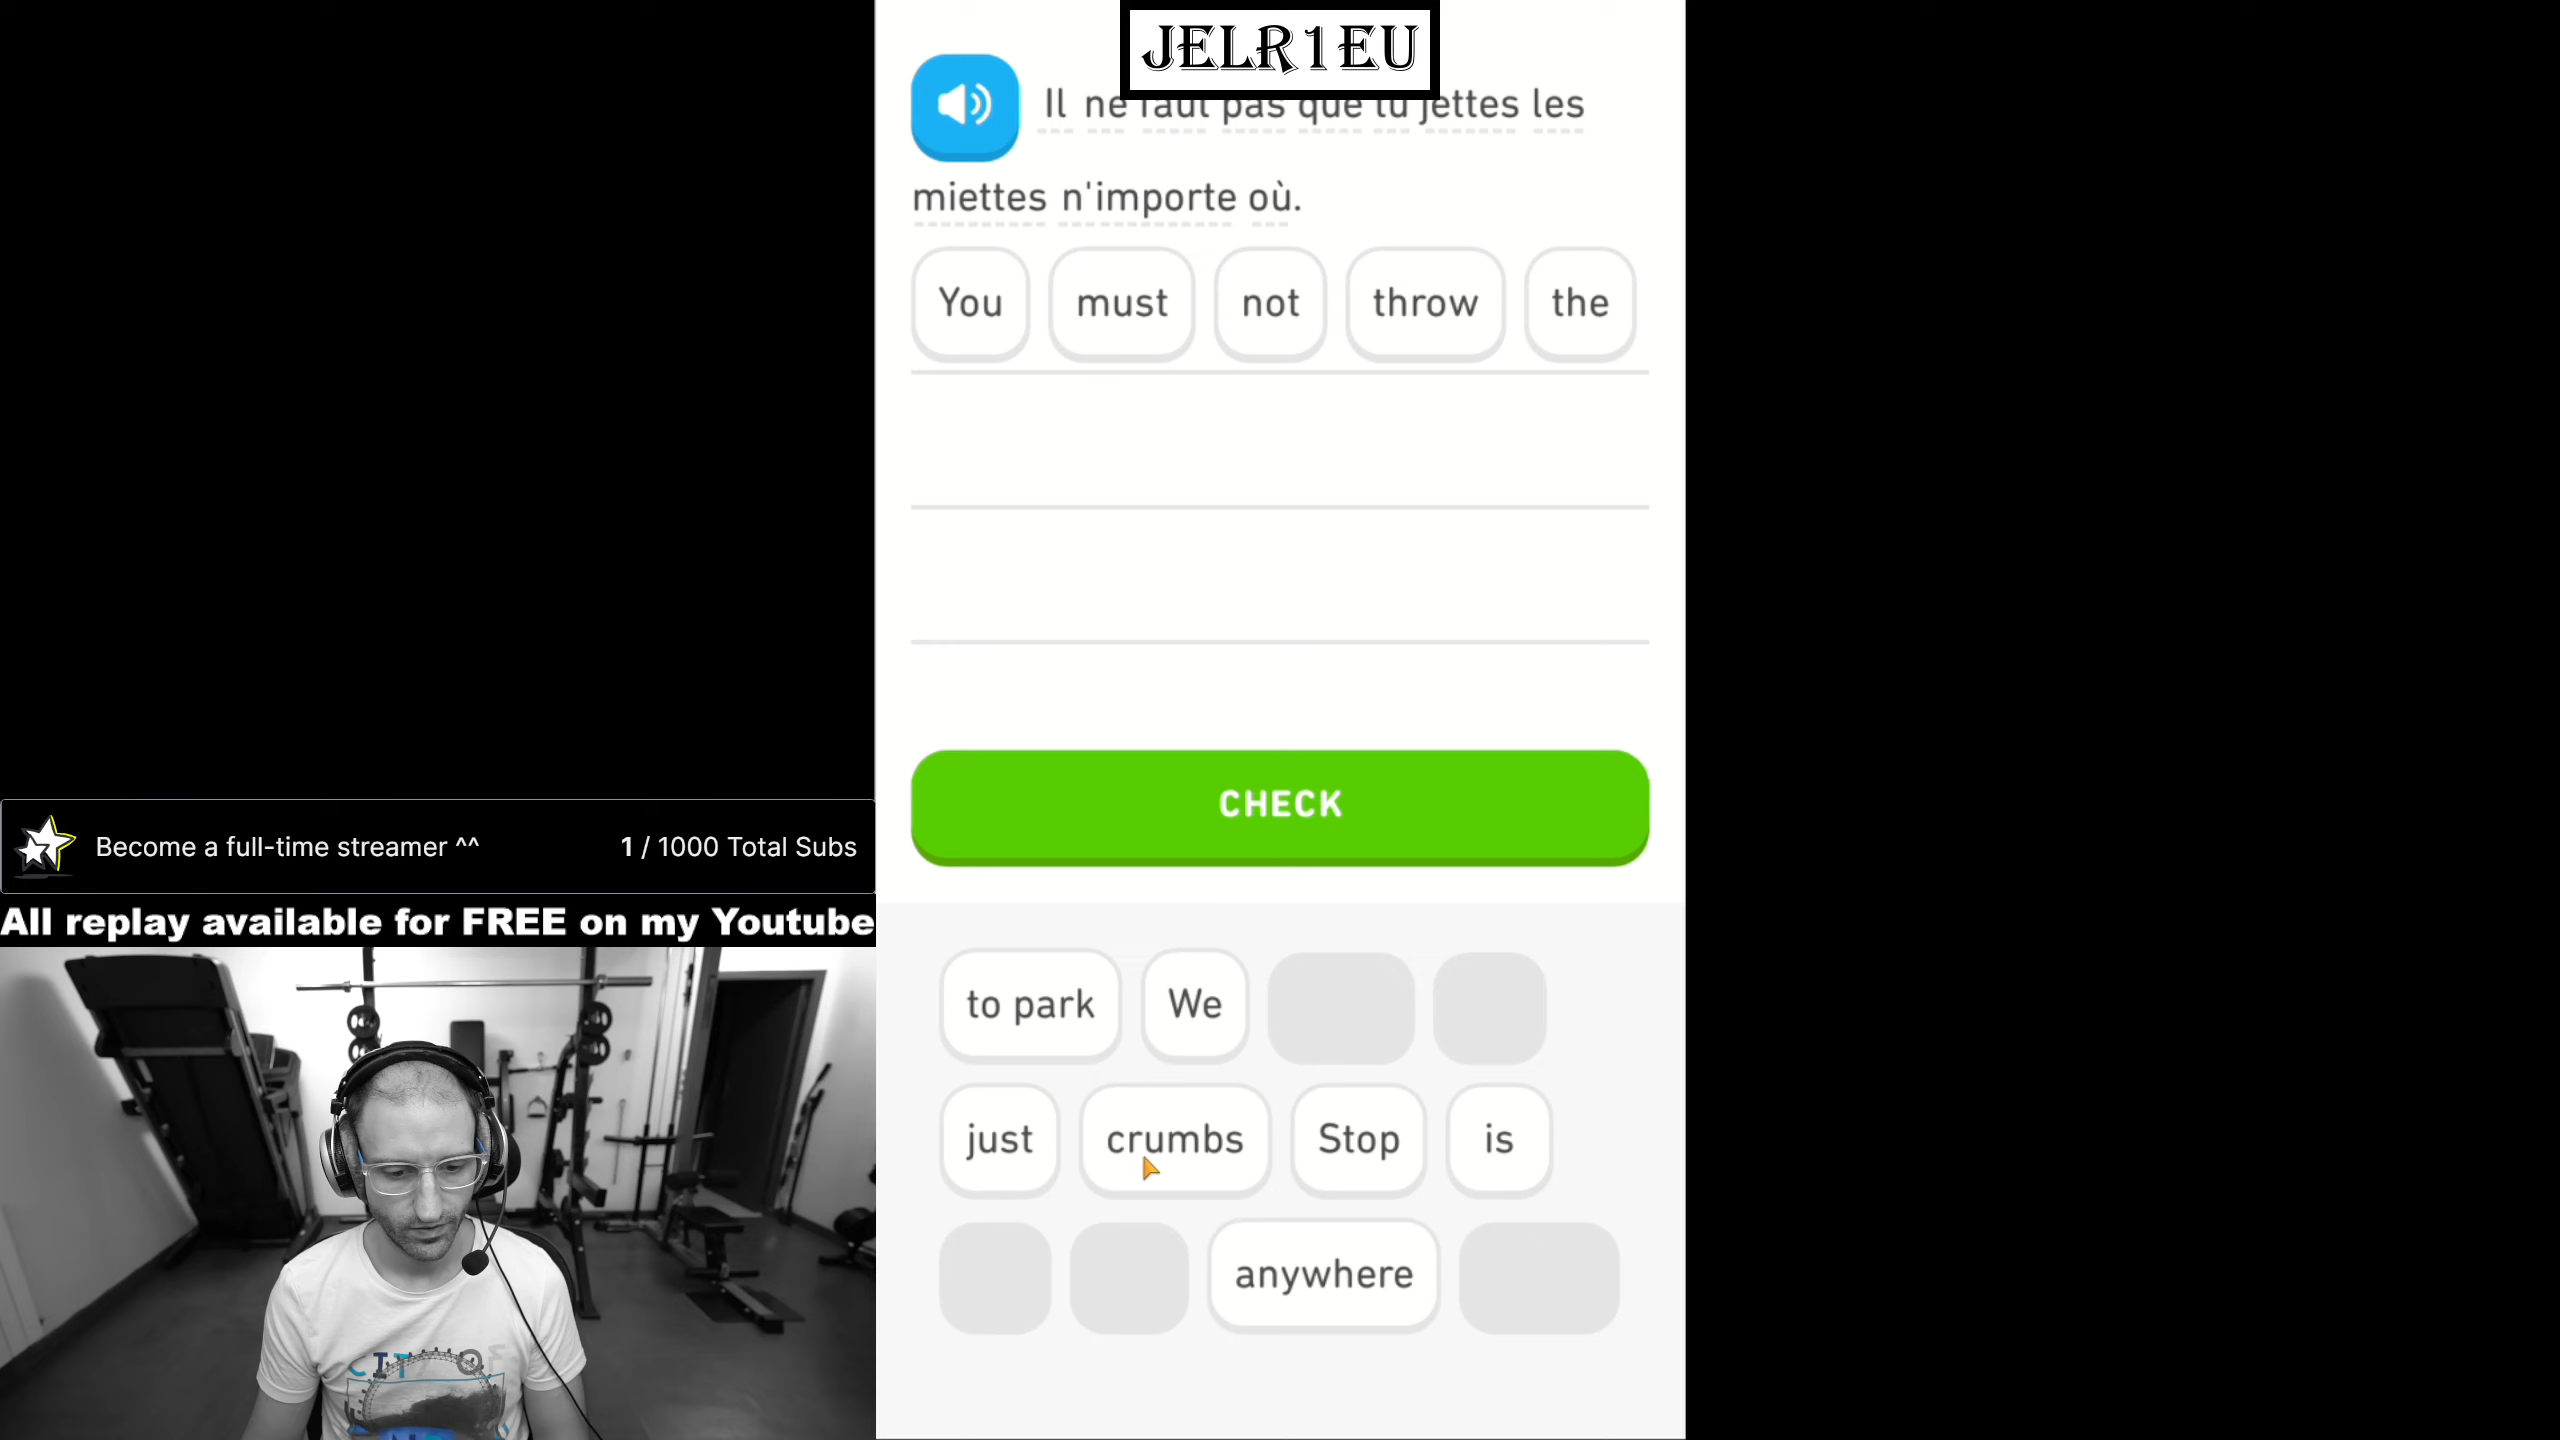 JELR1EU
Il ne faut pas que tu jettes les
miettes n'importe où.
You must not throw the
CHECK
Become a full-time streamer ^^ 1 / 1000 Total Subs
All replay available for FREE on my Youtube
to park We
just crumbs Stop is
anywhere
CIT